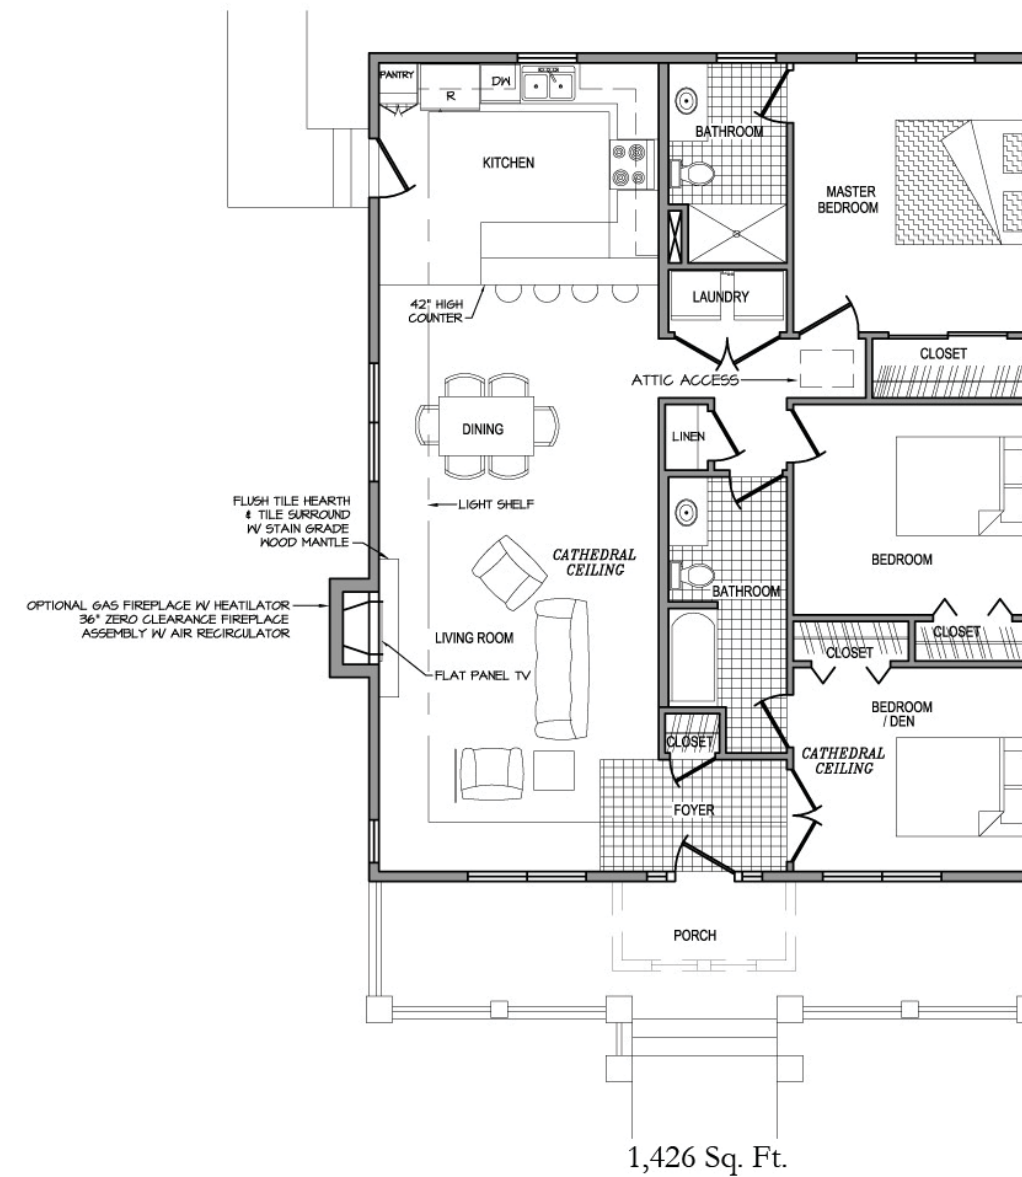 PANTRY
R
DW
KITCHEN
BATHROOM
MASTER
BEDROOM
LAUNDRY
42" HIGH
COUNTER
CLOSET
ATTIC ACCESS
DINING
LINEN
FLUSH TILE HEARTH
& TILE SURROUND
W/ STAIN GRADE
WOOD MANTLE
LIGHT SHELF
CATHEDRAL
CEILING
BEDROOM
BATHROOM
OPTIONAL GAS FIREPLACE W/ HEATILATOR
36" ZERO CLEARANCE FIREPLACE
ASSEMBLY W/ AIR RECIRCULATOR
LIVING ROOM
CLOSET
CLOSET
FLAT PANEL TV
BEDROOM
/ DEN
CLOSET
CATHEDRAL
CEILING
FOYER
PORCH
1,426 Sq. Ft.